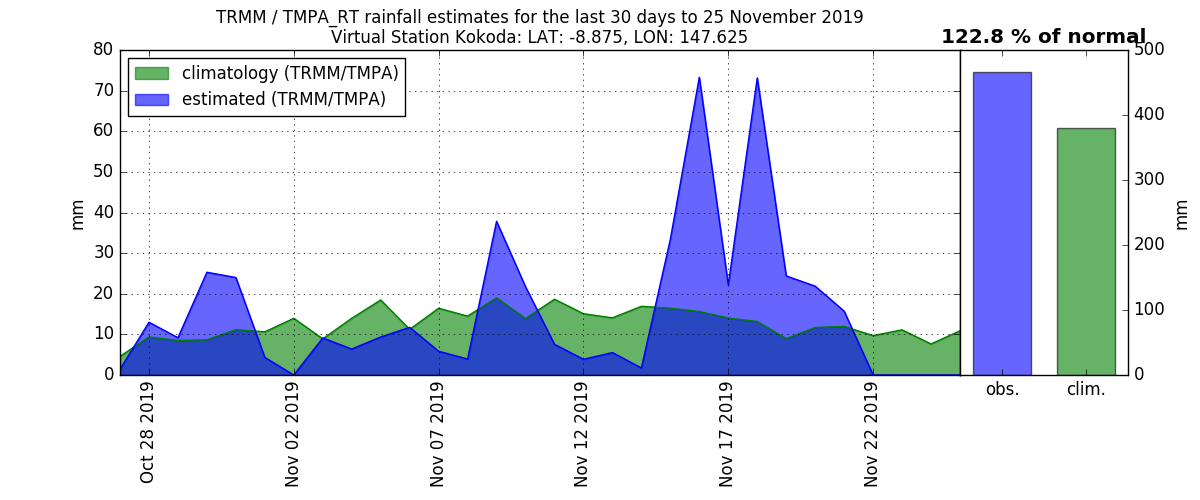 TRMM / TMPA_RT rainfall estimates for the last 30 days to 25 November 2019
Virtual Station Kokoda: LAT: -8.875, LON: 147.625
122.8 % of normal
climatology (TRMM/TMPA)
estimated (TRMM/TMPA)
mm
80
70
60
50
40
30
20
10
0
Oct 28 2019
Nov 02 2019
Nov 07 2019
Nov 12 2019
Nov 17 2019
Nov 22 2019
500
400
300
200
100
0
mm
obs.
clim.